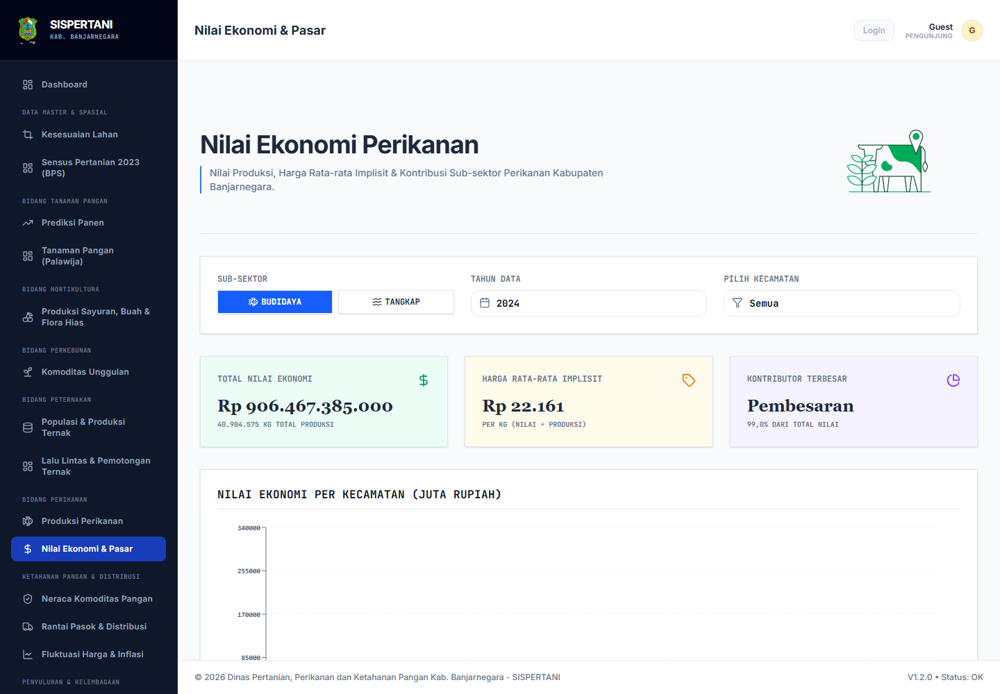 SISPERTANI
KAB. BANJARNEGARA
Dashboard
DATA MASTER & SPASIAL
Kesesuaian Lahan
Sensus Pertanian 2023
(BPS)
BIDANG TANAMAN PANGAN
Prediksi Panen
Tanaman Pangan
(Palawija)
BIDANG HORTIKULTURA
Produksi Sayuran, Buah &
Flora Hias
BIDANG PERKEBUNAN
Komoditas Unggulan
BIDANG PETERNAKAN
Populasi & Produksi
Ternak
Lalu Lintas & Pemotongan
Ternak
BIDANG PERIKANAN
Produksi Perikanan
Nilai Ekonomi & Pasar
KETAHANAN PANGAN & DISTRIBUSI
Neraca Komoditas Pangan
Rantai Pasok & Distribusi
Fluktuasi Harga & Inflasi
PENYULUHAN & KELEMBAGAAN
Nilai Ekonomi & Pasar
Login
Guest
PENGUNJUNG
G
Nilai Ekonomi Perikanan
Nilai Produksi, Harga Rata-rata Implisit & Kontribusi Sub-sektor Perikanan Kabupaten
Banjarnegara.
SUB-SEKTOR
BUDIDAYA
TANGKAP
TAHUN DATA
2024
PILIH KECAMATAN
Semua
TOTAL NILAI EKONOMI
Rp 906.467.385.000
40.904.575 KG TOTAL PRODUKSI
HARGA RATA-RATA IMPLISIT
Rp 22.161
PER KG (NILAI ÷ PRODUKSI)
KONTRIBUTOR TERBESAR
Pembesaran
99,0% DARI TOTAL NILAI
NILAI EKONOMI PER KECAMATAN (JUTA RUPIAH)
340000
255000
170000
85000
© 2026 Dinas Pertanian, Perikanan dan Ketahanan Pangan Kab. Banjarnegara - SISPERTANI
V1.2.0 • Status: OK